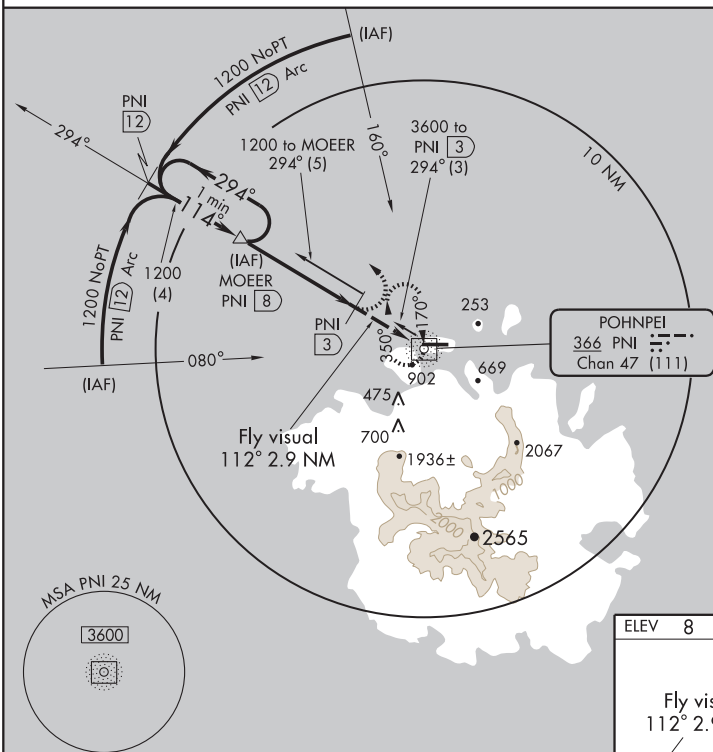 (IAF)
1200 NoPT
PNI 12 Arc
PNI
12
294°
160°
1200 to MOEER
294° (5)
3600 to
PNI 3
294° (3)
10 NM
294°
1 min
114°
1200 NoPT
PNI 12 Arc
1200
(4)
(IAF)
MOEER
PNI 8
PNI
3
350°
170°
253
POHNPEI
366 PNI
Chan 47 (111)
080°
(IAF)
902
669
475
Fly visual
112° 2.9 NM
700
1936±
2067
1000
2000
2565
MSA PNI 25 NM
3600
ELEV 8
Fly vis
112° 2.9